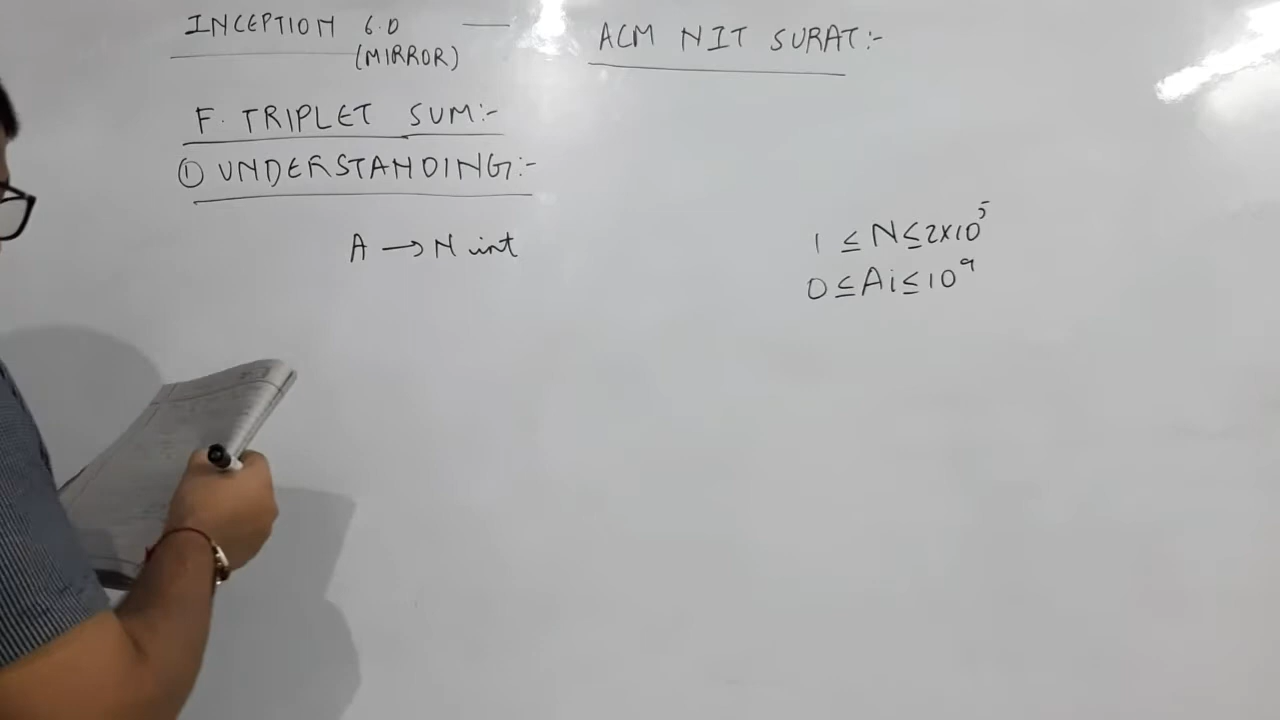 INCEPTION 6.0 — ACM NIT SURAT:-
(MIRROR)
F. TRIPLET SUM:-
① UNDERSTANDING:-
A → N int
1 ≤ N ≤ 2x10⁵
0 ≤ Ai ≤ 10⁹